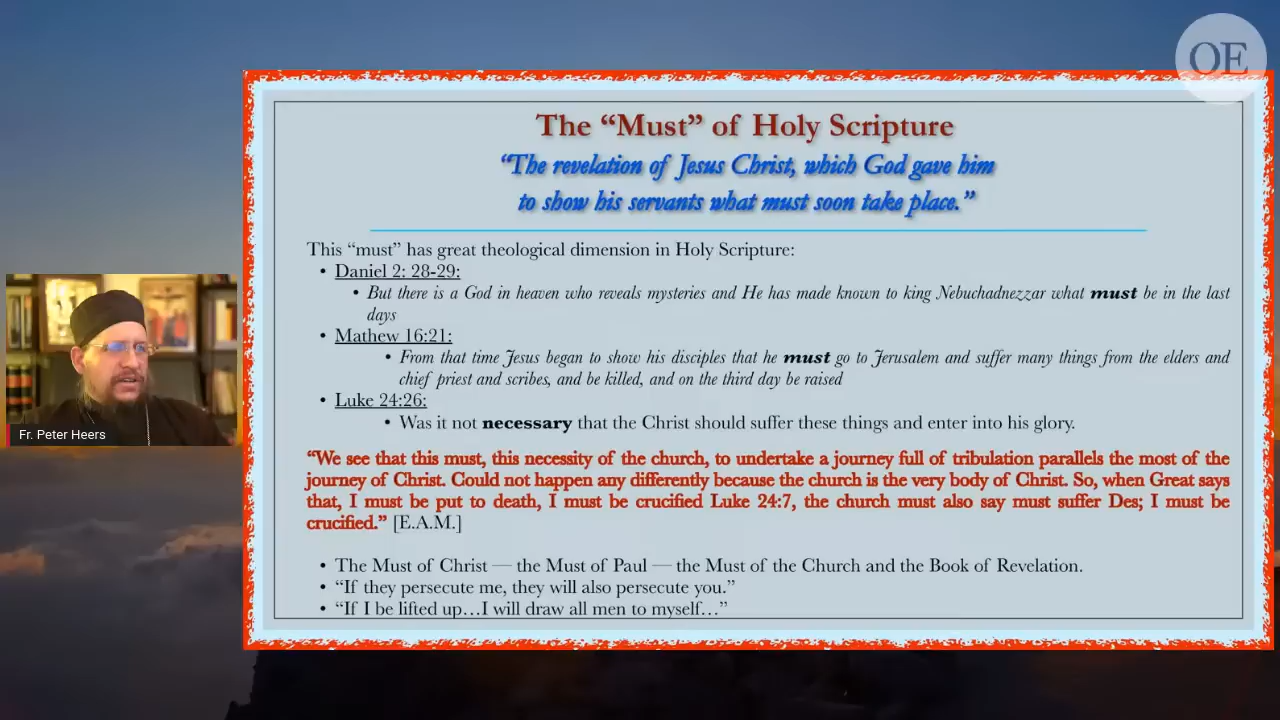 OE
The “Must” of Holy Scripture
“The revelation of Jesus Christ, which God gave him
to show his servants what must soon take place.”
This “must” has great theological dimension in Holy Scripture:
• Daniel 2: 28-29:
• But there is a God in heaven who reveals mysteries and He has made known to king Nebuchadnezzar what must be in the last
days
• Mathew 16:21:
• From that time Jesus began to show his disciples that he must go to Jerusalem and suffer many things from the elders and
chief priest and scribes, and be killed, and on the third day be raised
• Luke 24:26:
• Was it not necessary that the Christ should suffer these things and enter into his glory.
“We see that this must, this necessity of the church, to undertake a journey full of tribulation parallels the most of the
journey of Christ. Could not happen any differently because the church is the very body of Christ. So, when Great says
that, I must be put to death, I must be crucified Luke 24:7, the church must also say must suffer Des; I must be
crucified.” [E.A.M.]
• The Must of Christ — the Must of Paul — the Must of the Church and the Book of Revelation.
• “If they persecute me, they will also persecute you.”
• “If I be lifted up…I will draw all men to myself…”
Fr. Peter Heers